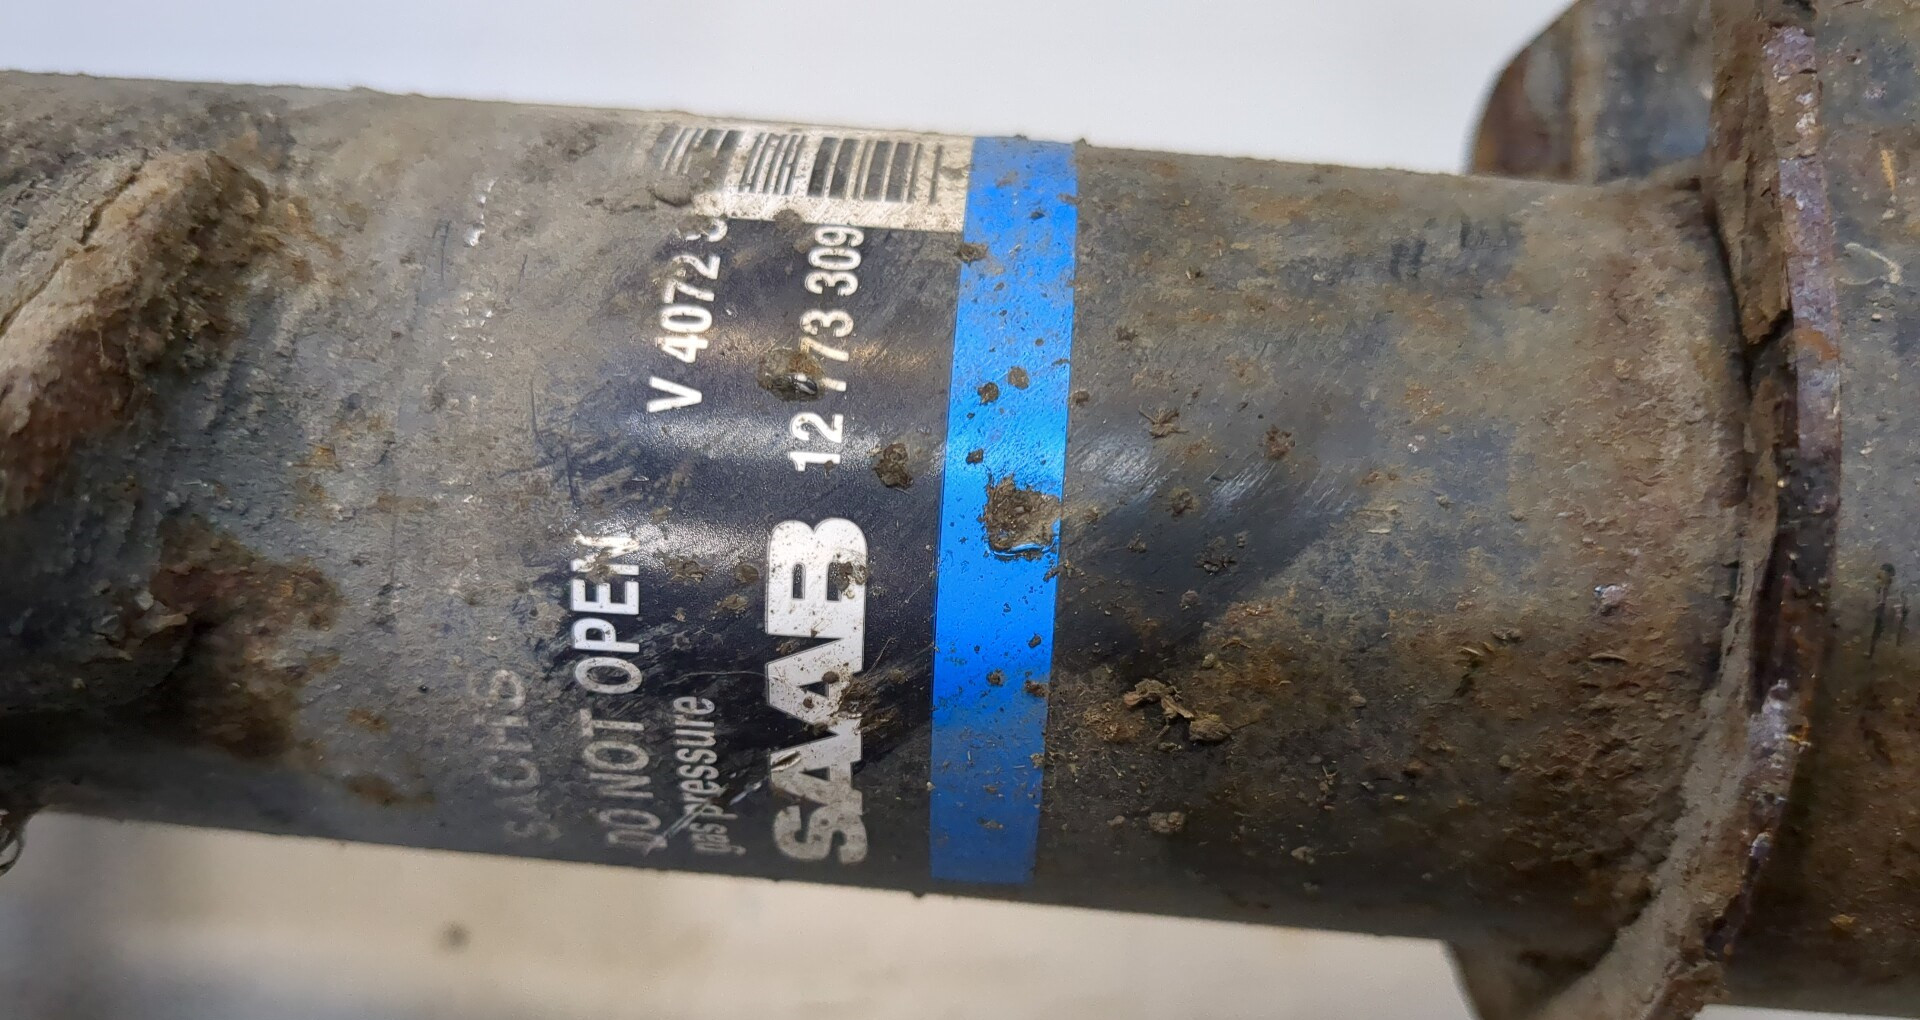 SAAB 12 773 309
gas pressure
DO NOT OPEN V 4072
SACHS